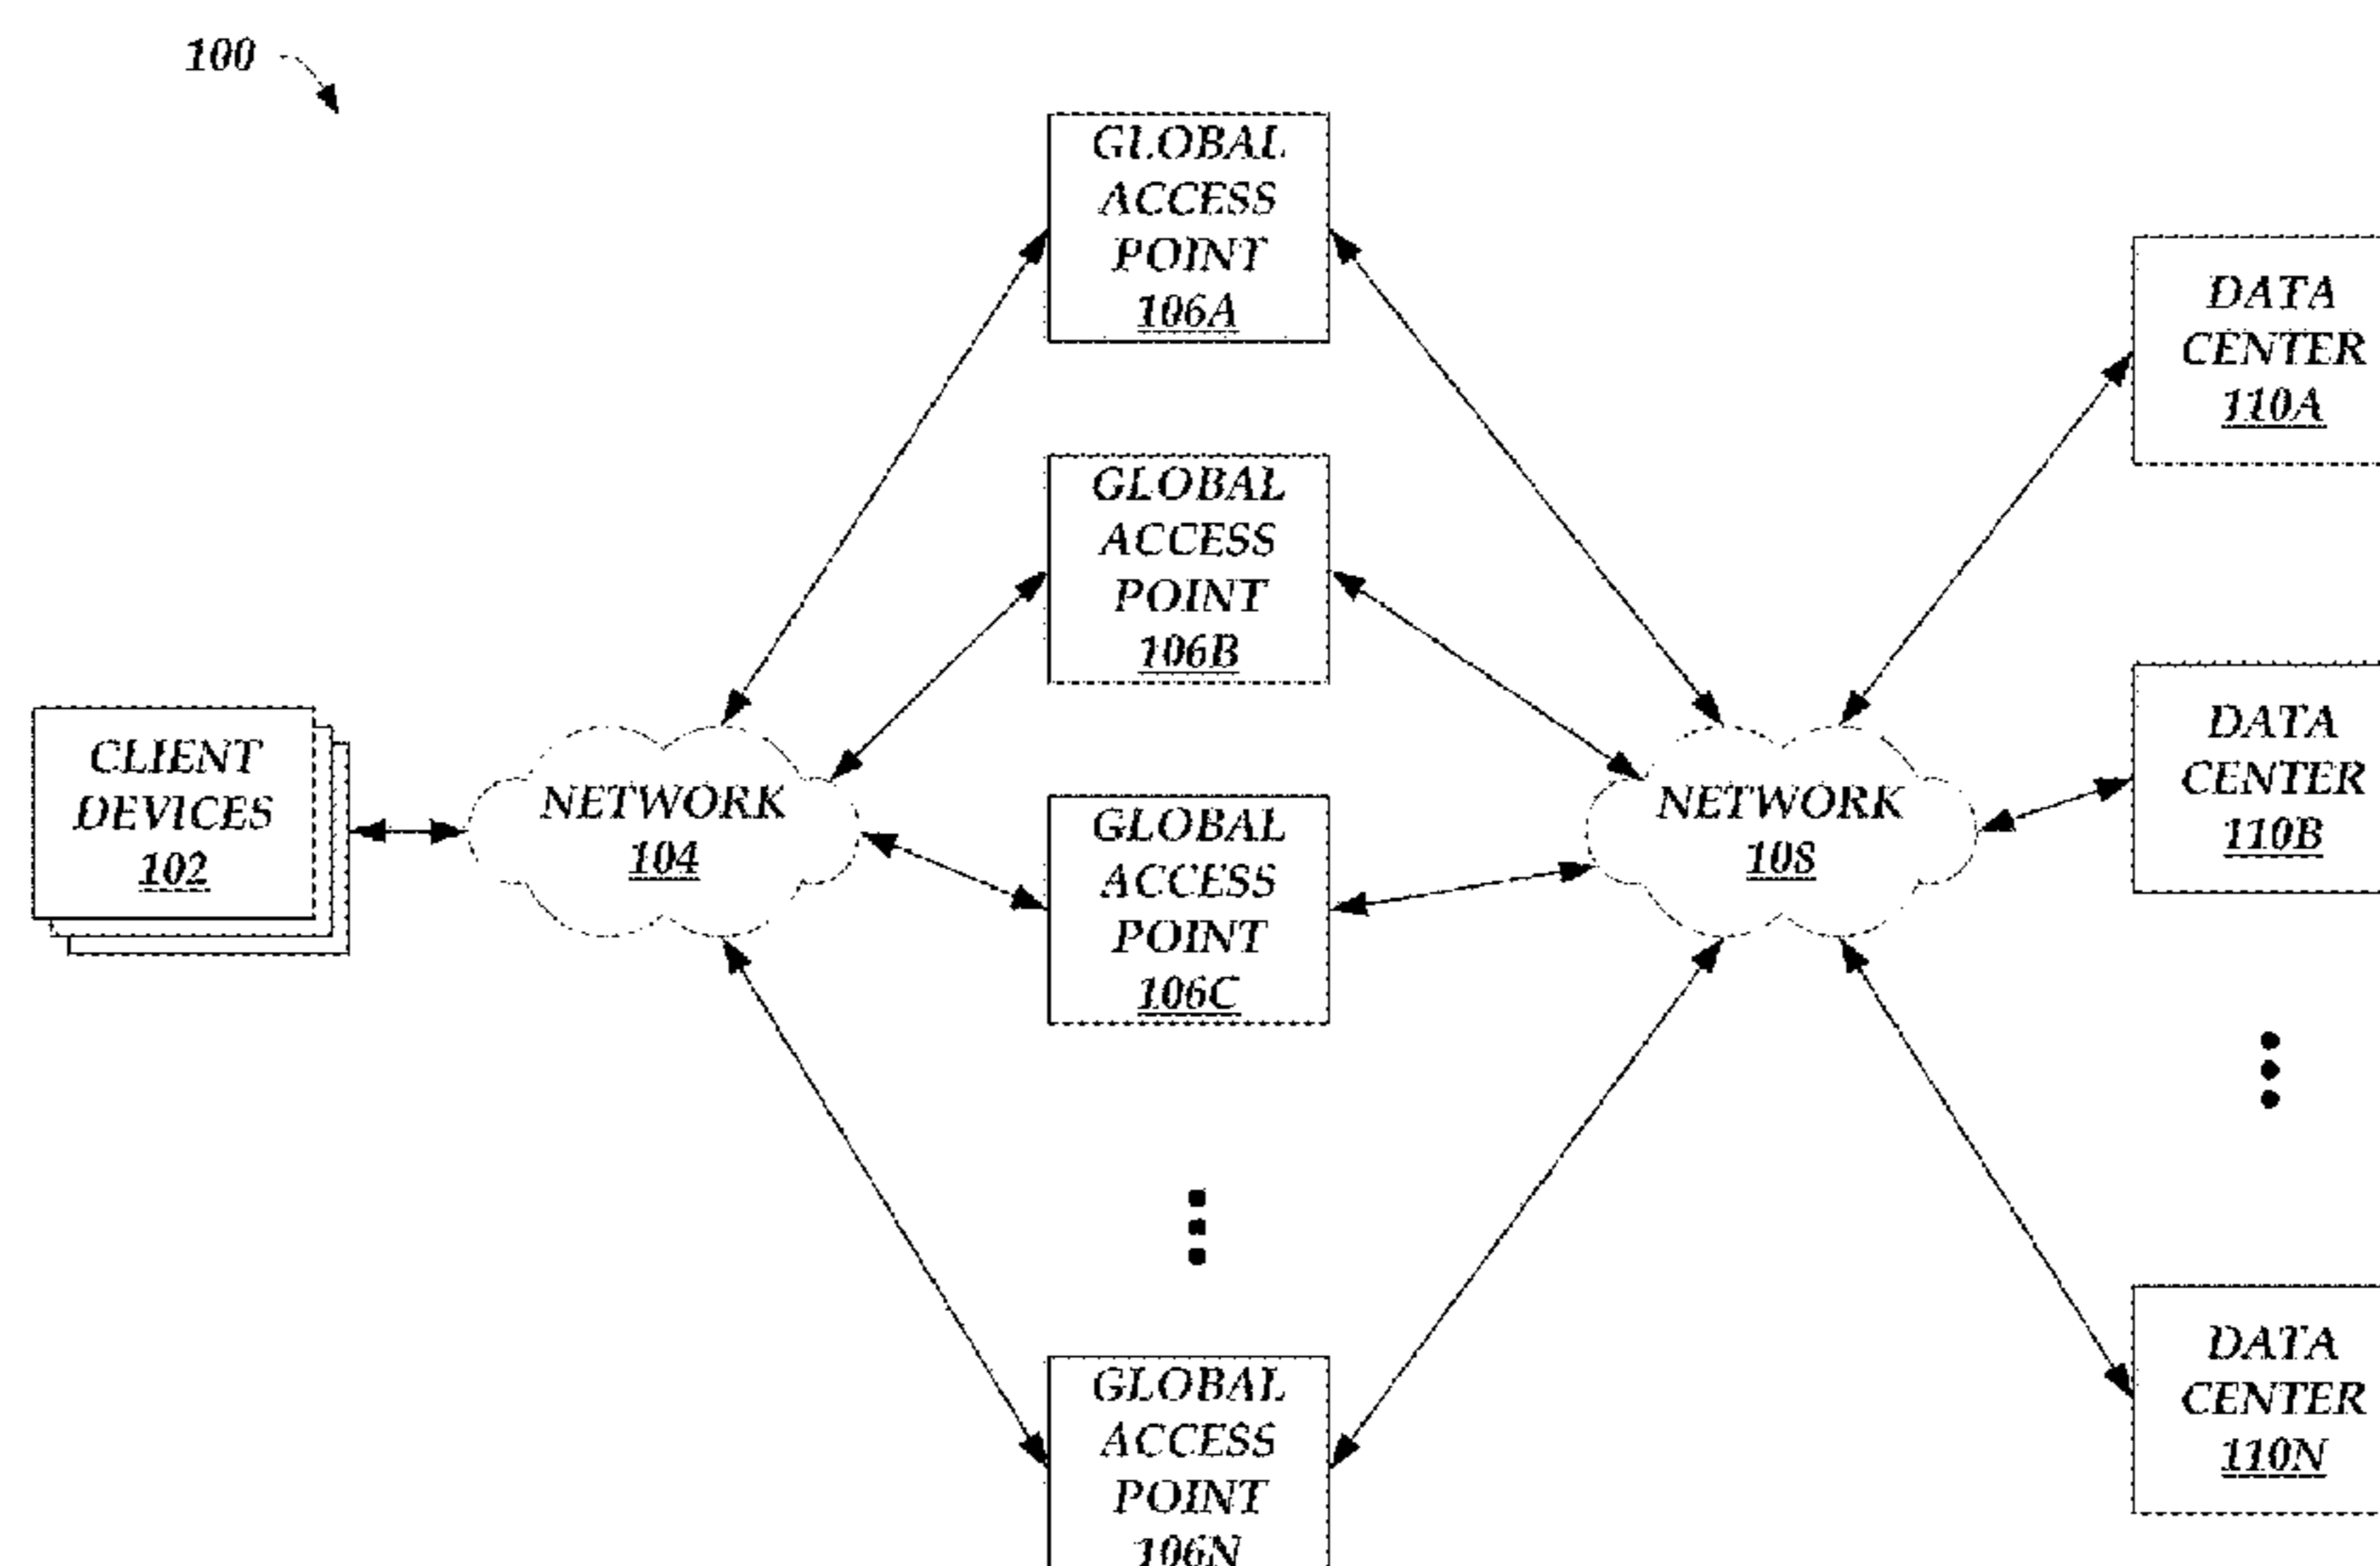 100
GLOBAL
ACCESS
POINT
106A
DATA
CENTER
110A
GLOBAL
ACCESS
POINT
106B
CLIENT
DEVICES
102
NETWORK
104
GLOBAL
ACCESS
POINT
106C
NETWORK
108
DATA
CENTER
110B
GLOBAL
ACCESS
POINT
106N
DATA
CENTER
110N